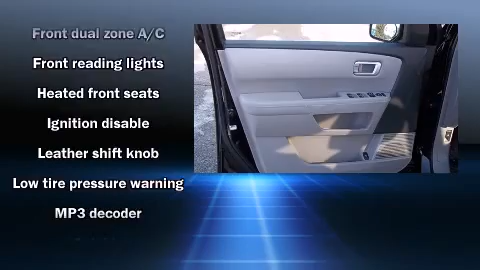 Front dual zone A/C
Front reading lights
Heated front seats
Ignition disable
Leather shift knob
Low tire pressure warning
MP3 decoder